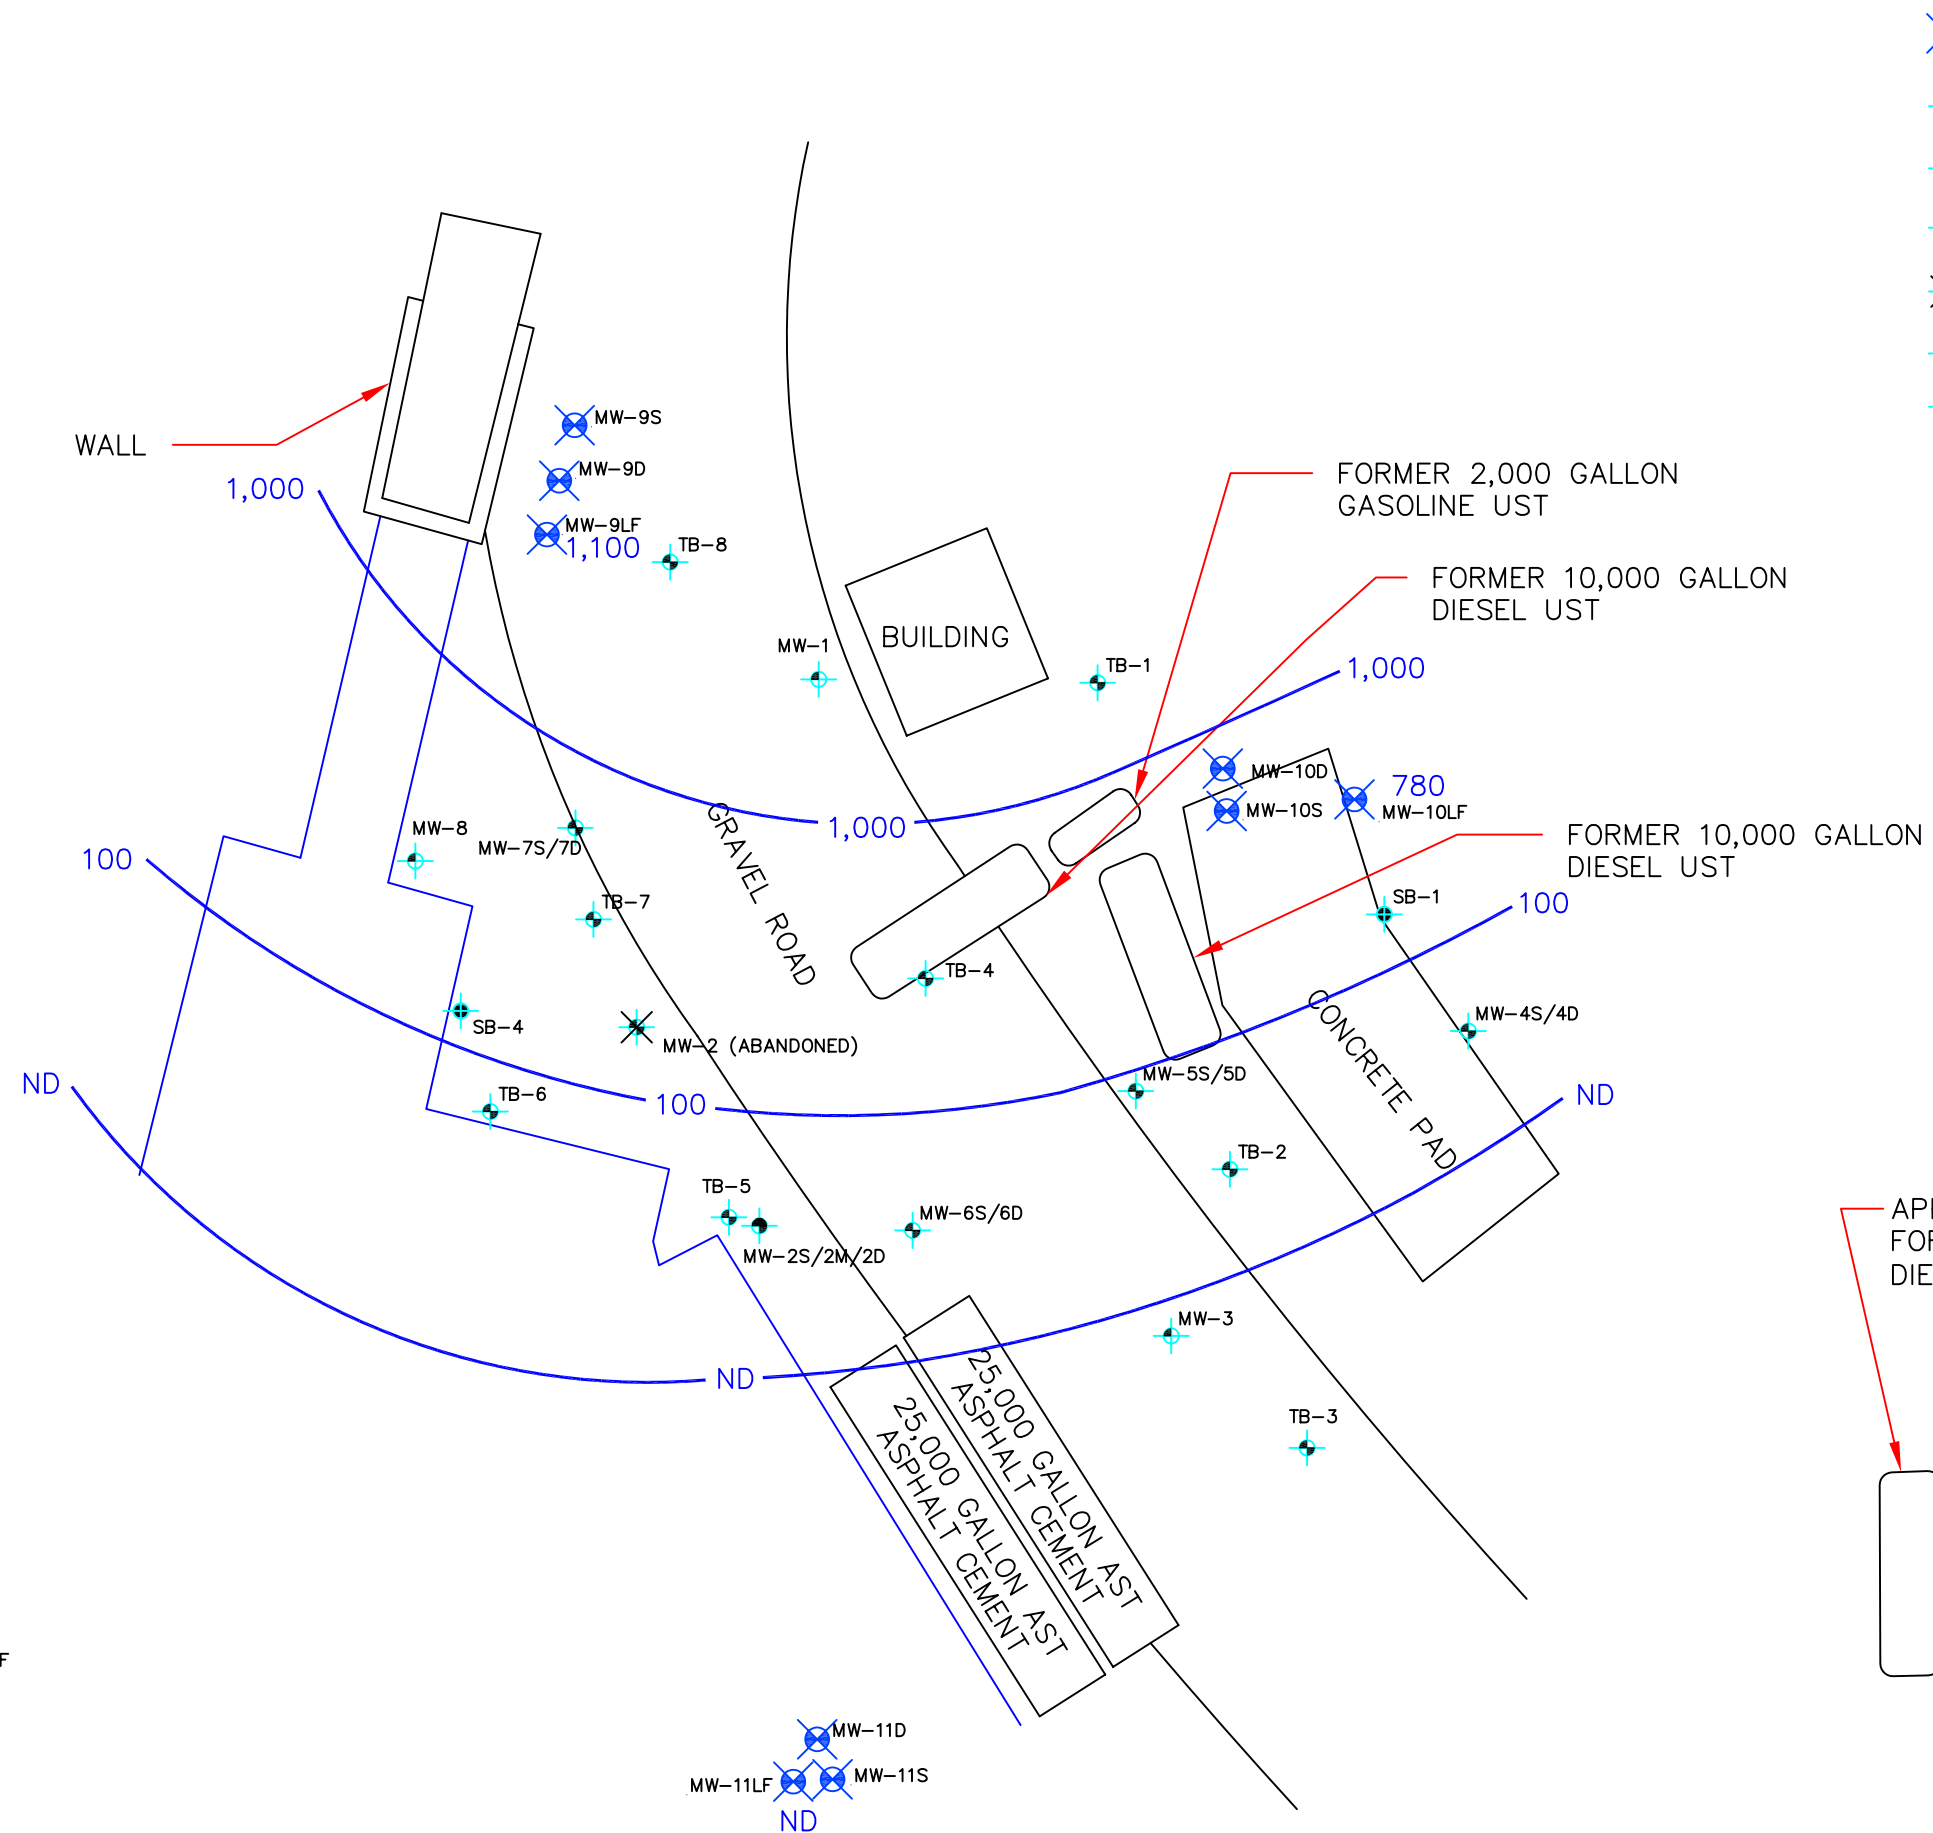 MW-9S
WALL
MW-9D
1,000
MW-9LF
1,100
TB-8
FORMER 2,000 GALLON
GASOLINE UST
FORMER 10,000 GALLON
DIESEL UST
BUILDING
MW-1
TB-1
1,000
MW-10D
780
MW-10S
MW-10LF
MW-8
MW-7S/7D
1,000
GRAVEL ROAD
FORMER 10,000 GALLON
DIESEL UST
100
TB-7
SB-1
100
TB-4
SB-4
MW-2 (ABANDONED)
CONCRETE PAD
MW-4S/4D
ND
TB-6
100
MW-5S/5D
ND
TB-2
TB-5
MW-6S/6D
MW-2S/2M/2D
API
FOR
DIE
MW-3
ND
25,000 GALLON AST
ASPHALT CEMENT
25,000 GALLON AST
ASPHALT CEMENT
TB-3
F
MW-11D
MW-11LF
MW-11S
ND